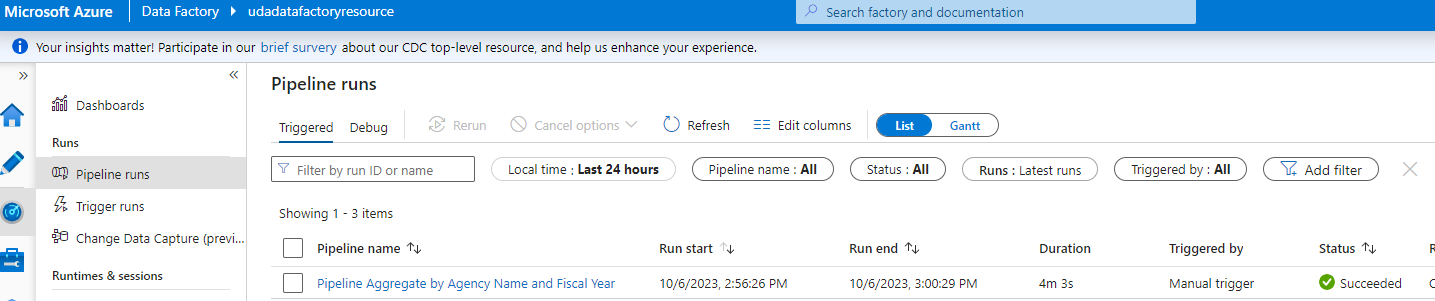 Microsoft Azure Data Factory udadatafactoryresource Search factory and documentation
Your insights matter! Participate in our brief survery about our CDC top-level resource, and help us enhance your experience.
Dashboards
Runs
Pipeline runs
Trigger runs
Change Data Capture (previ...
Runtimes & sessions
Pipeline runs
Triggered Debug Rerun Cancel options Refresh Edit columns List Gantt
Filter by run ID or name Local time : Last 24 hours Pipeline name : All Status : All Runs : Latest runs Triggered by : All Add filter
Showing 1 - 3 items
Pipeline name Run start Run end Duration Triggered by Status
Pipeline Aggregate by Agency Name and Fiscal Year 10/6/2023, 2:56:26 PM 10/6/2023, 3:00:29 PM 4m 3s Manual trigger Succeeded